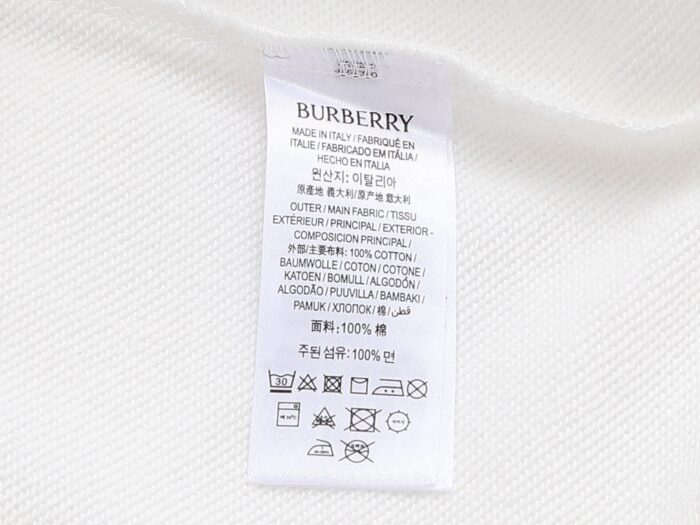 BURBERRY
MADE IN ITALY / FABRIQUÉ EN
ITALIE / FABRICADO EM ITÁLIA /
HECHO EN ITALIA
원산지: 이탈리아
原產地 義大利/原产地 意大利
OUTER / MAIN FABRIC / TISSU
EXTÉRIEUR / PRINCIPAL / EXTERIOR -
COMPOSICION PRINCIPAL /
外部/主要布料: 100% COTTON /
BAUMWOLLE / COTON / COTONE /
KATOEN / BOMULL / ALGODÓN /
ALGODÃO / PUUVILLA / BAMBAKI /
PAMUK / ХЛОПОК / 棉 / قطن
面料: 100% 棉
주된 섬유: 100% 면
30